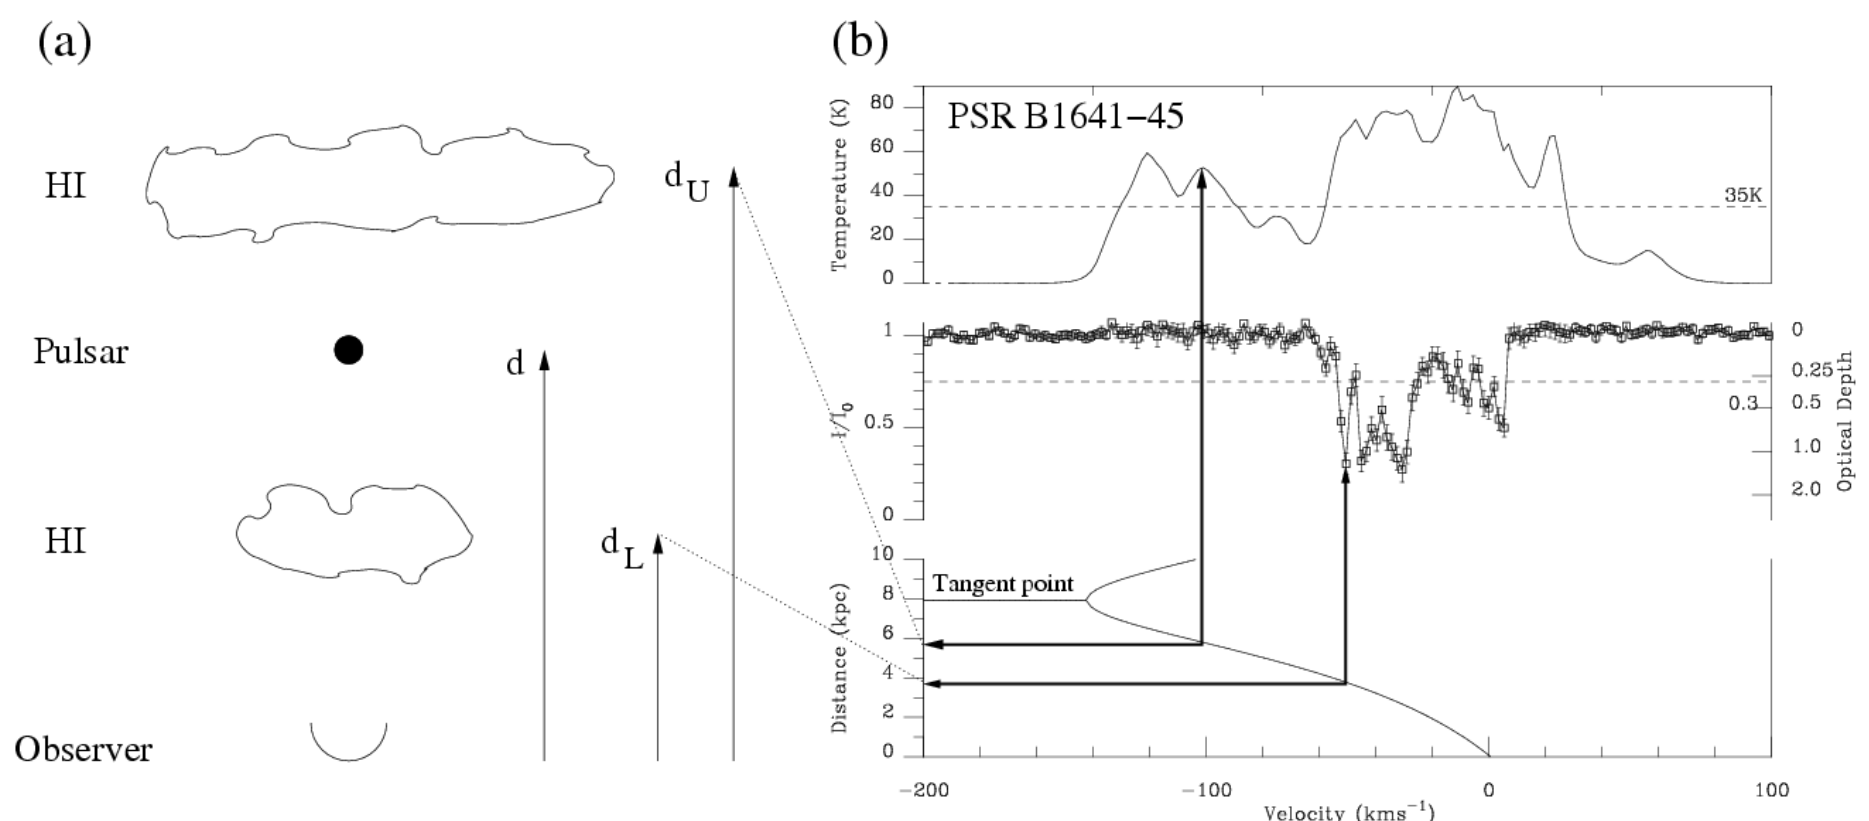 (a)
HI
d
U
Pulsar
d
HI
d
L
Observer
(b)
PSR B1641−45
Temperature (K)
80
60
40
20
0
35K
I/I0
1
0.5
0
0
0.25
0.3
0.5
1.0
2.0
Optical Depth
Distance (kpc)
10
8
6
4
2
0
Tangent point
−200
−100
0
100
Velocity (kms−1)